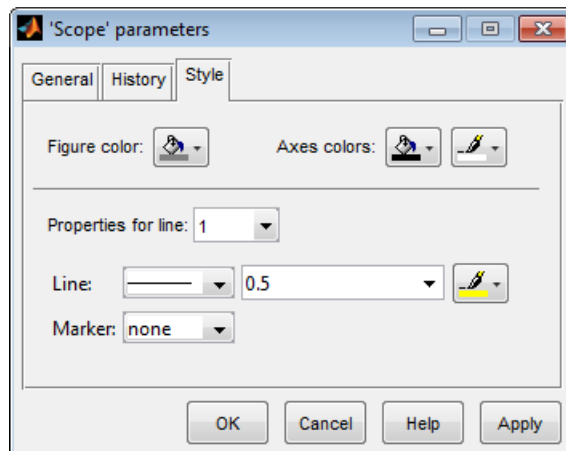 'Scope' parameters
General History Style
Figure color: Axes colors:
Properties for line: 1
Line: 0.5
Marker: none
OK Cancel Help Apply